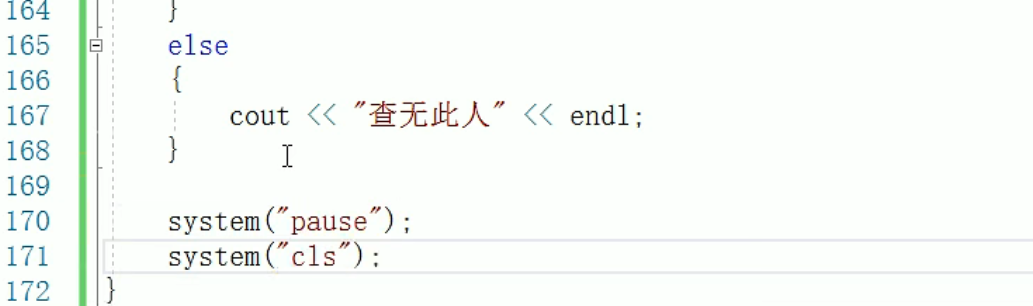 164 }
165 else
166 {
167 cout << "查无此人" << endl;
168 }
169
170 system("pause");
171 system("cls");
172 }